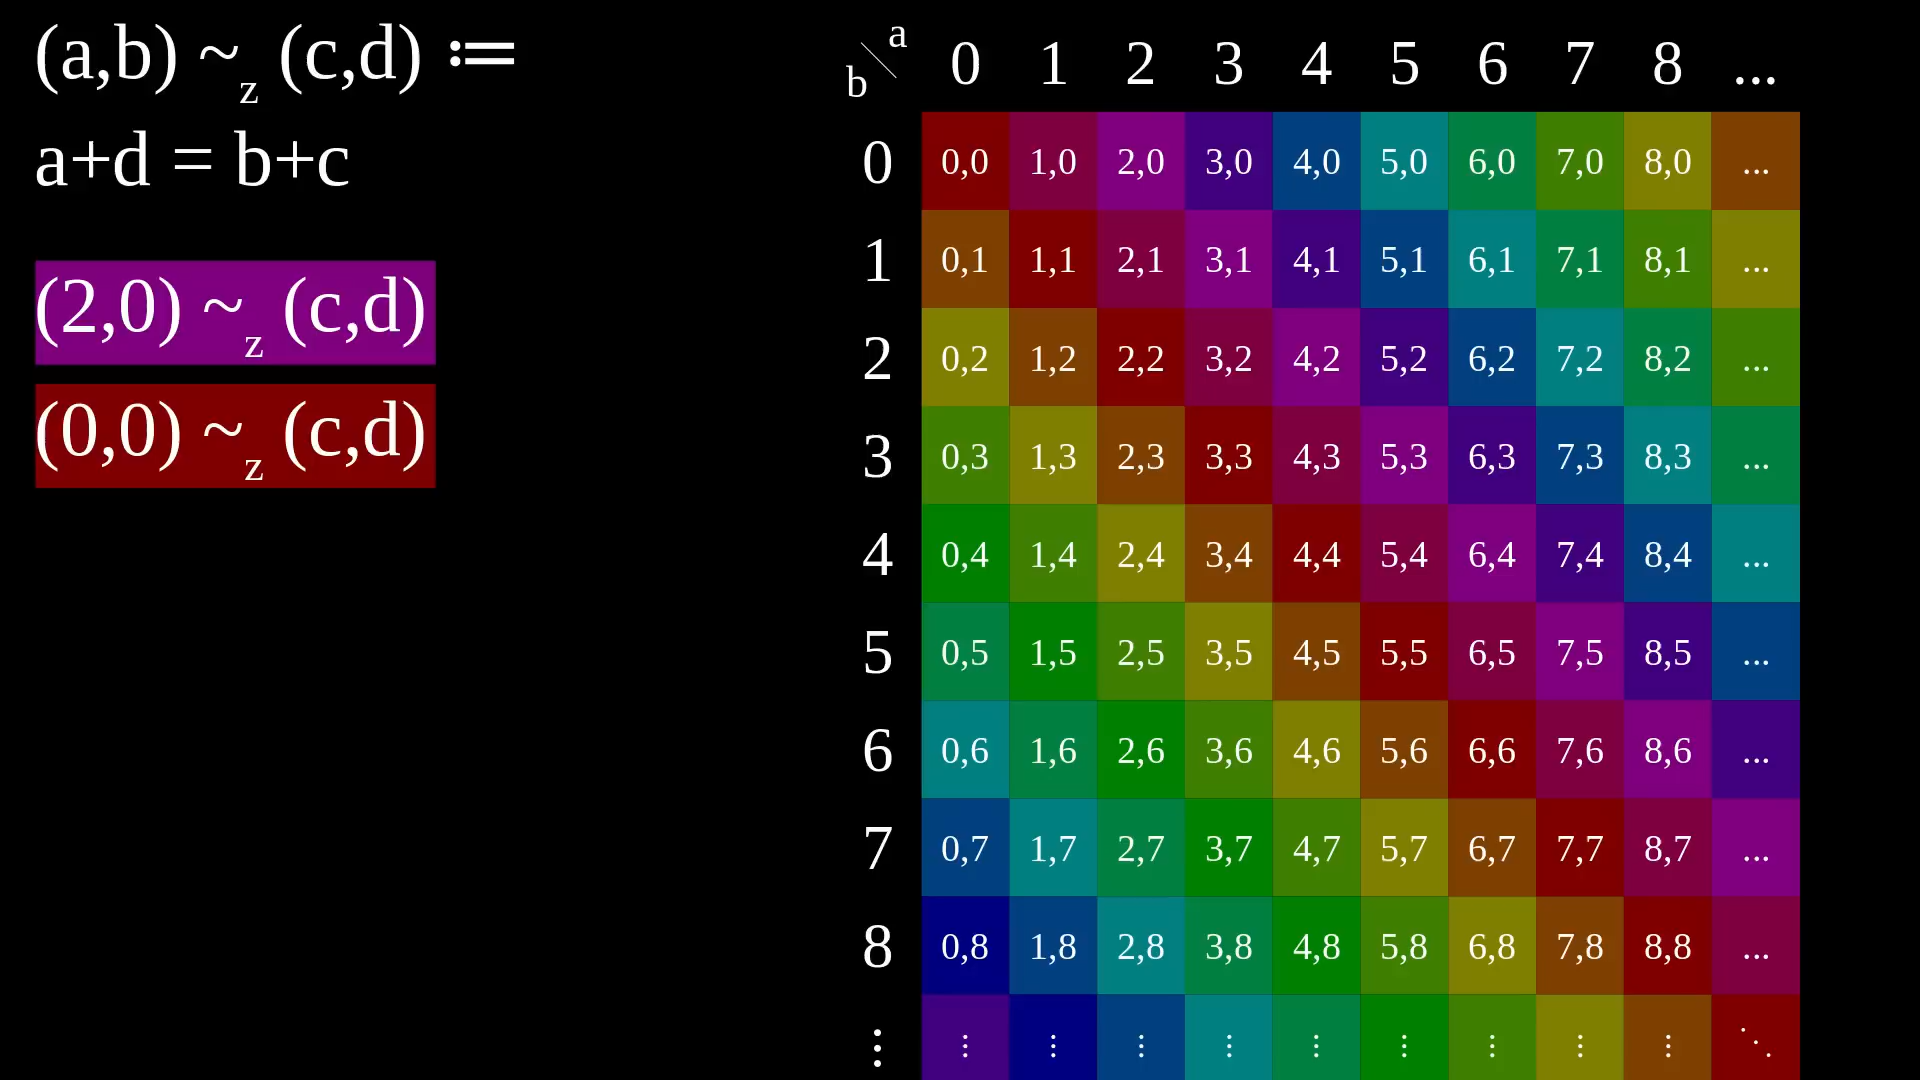 (a,b) ~z (c,d) ≔
a+d = b+c
(2,0) ~z (c,d)
(0,0) ~z (c,d)
a
b 0 1 2 3 4 5 6 7 8 ...
0 0,0 1,0 2,0 3,0 4,0 5,0 6,0 7,0 8,0 ...
1 0,1 1,1 2,1 3,1 4,1 5,1 6,1 7,1 8,1 ...
2 0,2 1,2 2,2 3,2 4,2 5,2 6,2 7,2 8,2 ...
3 0,3 1,3 2,3 3,3 4,3 5,3 6,3 7,3 8,3 ...
4 0,4 1,4 2,4 3,4 4,4 5,4 6,4 7,4 8,4 ...
5 0,5 1,5 2,5 3,5 4,5 5,5 6,5 7,5 8,5 ...
6 0,6 1,6 2,6 3,6 4,6 5,6 6,6 7,6 8,6 ...
7 0,7 1,7 2,7 3,7 4,7 5,7 6,7 7,7 8,7 ...
8 0,8 1,8 2,8 3,8 4,8 5,8 6,8 7,8 8,8 ...
⋮ ⋮ ⋮ ⋮ ⋮ ⋮ ⋮ ⋮ ⋮ ⋮ ⋱